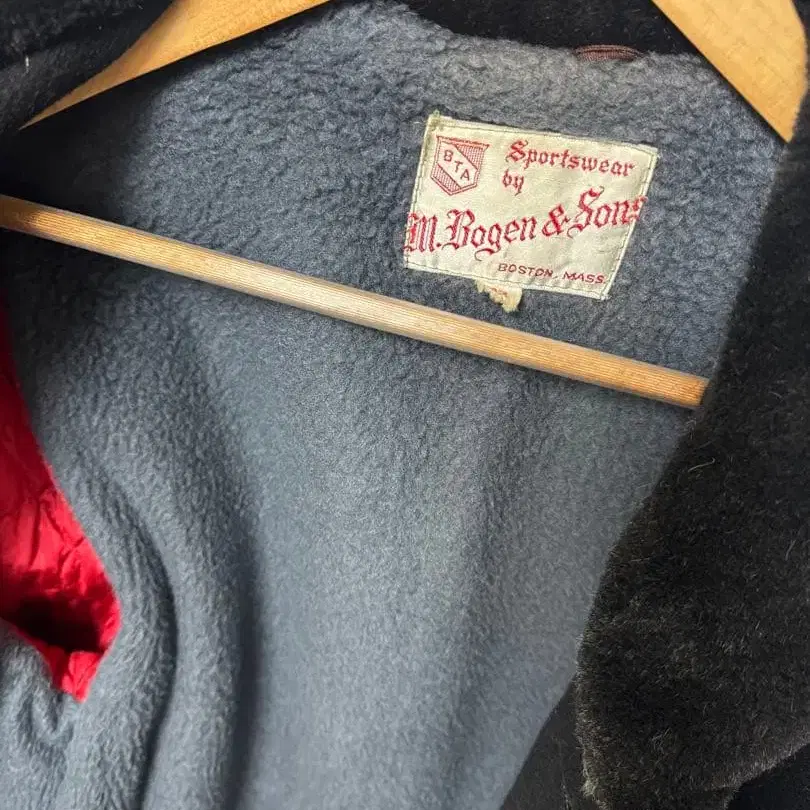 BTA
Sportswear
by
M. Bogen & Sons
BOSTON, MASS.